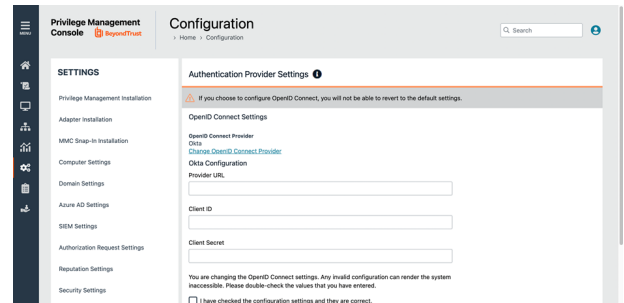 MENU
Privilege Management
Console BeyondTrust
Configuration
> Home > Configuration
Search
SETTINGS
Privilege Management Installation
Adapter Installation
MMC Snap-In Installation
Computer Settings
Domain Settings
Azure AD Settings
SIEM Settings
Authorization Request Settings
Reputation Settings
Security Settings
Authentication Provider Settings
If you choose to configure OpenID Connect, you will not be able to revert to the default settings.
OpenID Connect Settings
OpenID Connect Provider
Okta
Change OpenID Connect Provider
Okta Configuration
Provider URL
Client ID
Client Secret
You are changing the OpenID Connect settings. Any invalid configuration can render the system
inaccessible. Please double-check the values that you have entered.
I have checked the configuration settings and they are correct.